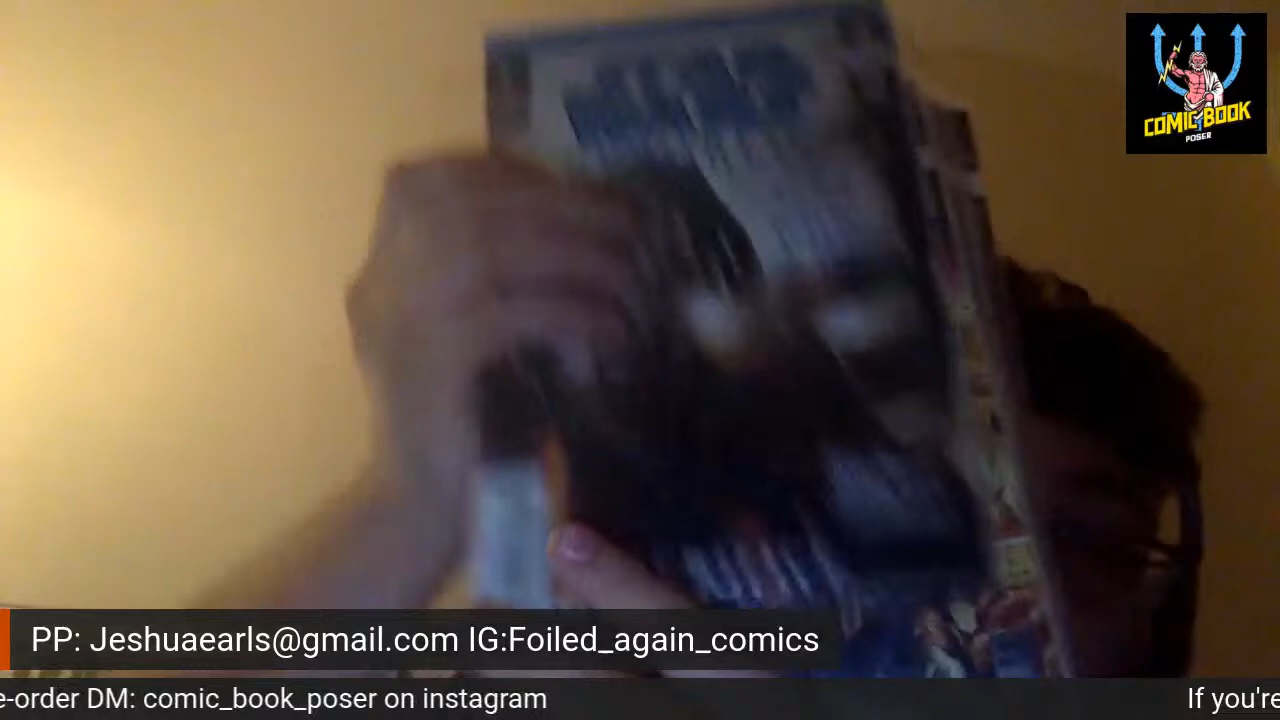 COMIC BOOK
POSER
PP: Jeshuaearls@gmail.com IG:Foiled_again_comics
e-order DM: comic_book_poser on instagram
If you're